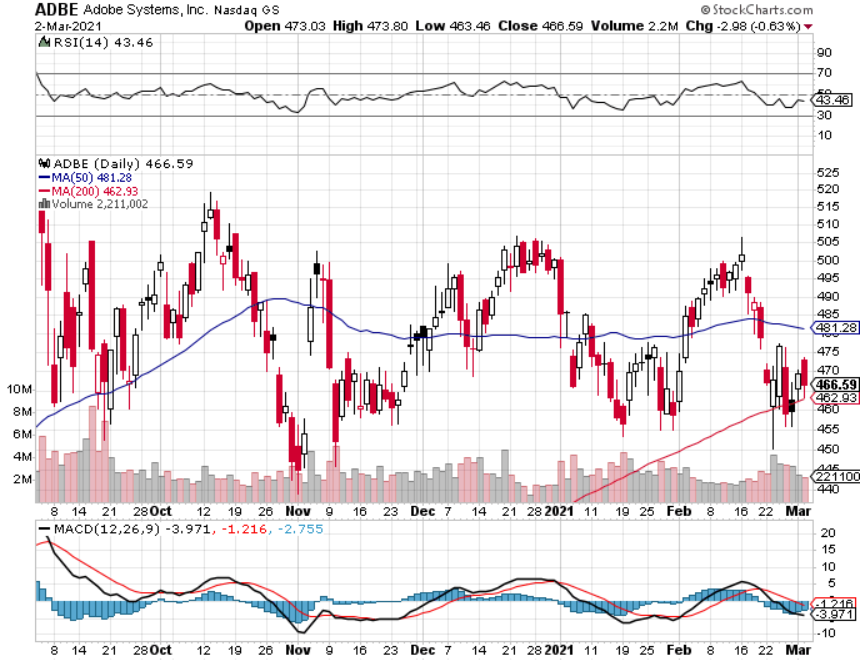 ADBE Adobe Systems, Inc. Nasdaq GS © StockCharts.com
2-Mar-2021 Open 473.03 High 473.80 Low 463.46 Close 466.59 Volume 2.2M Chg -2.98 (-0.63%)
RSI(14) 43.46
90
70
50
43.46
30
10
ADBE (Daily) 466.59
MA(50) 481.28
MA(200) 462.93
Volume 2,211,002
525
520
515
510
505
500
495
490
485
481.28
475
470
466.59
462.93
460
455
450
445
440
10M
8M
6M
4M
2M
221100
8 14 21 28 Oct 12 19 26 Nov 9 16 23 Dec 7 14 21 28 2021 11 19 25 Feb 8 16 22 Mar
MACD(12,26,9) -3.971, -1.216, -2.755
20
15
10
5
-1.216
-3.971
-10
8 14 21 28 Oct 12 19 26 Nov 9 16 23 Dec 7 14 21 28 2021 11 19 25 Feb 8 16 22 Mar